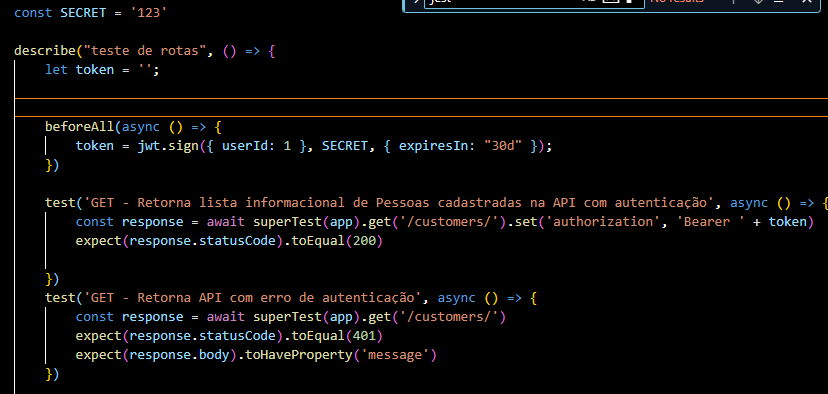 No results
const SECRET = '123'
describe("teste de rotas", () => {
let token = '';
beforeAll(async () => {
token = jwt.sign({ userId: 1 }, SECRET, { expiresIn: "30d" });
})
test('GET - Retorna lista informacional de Pessoas cadastradas na API com autenticação', async () => {
const response = await superTest(app).get('/customers/').set('authorization', 'Bearer ' + token)
expect(response.statusCode).toEqual(200)
})
test('GET - Retorna API com erro de autenticação', async () => {
const response = await superTest(app).get('/customers/')
expect(response.statusCode).toEqual(401)
expect(response.body).toHaveProperty('message')
})